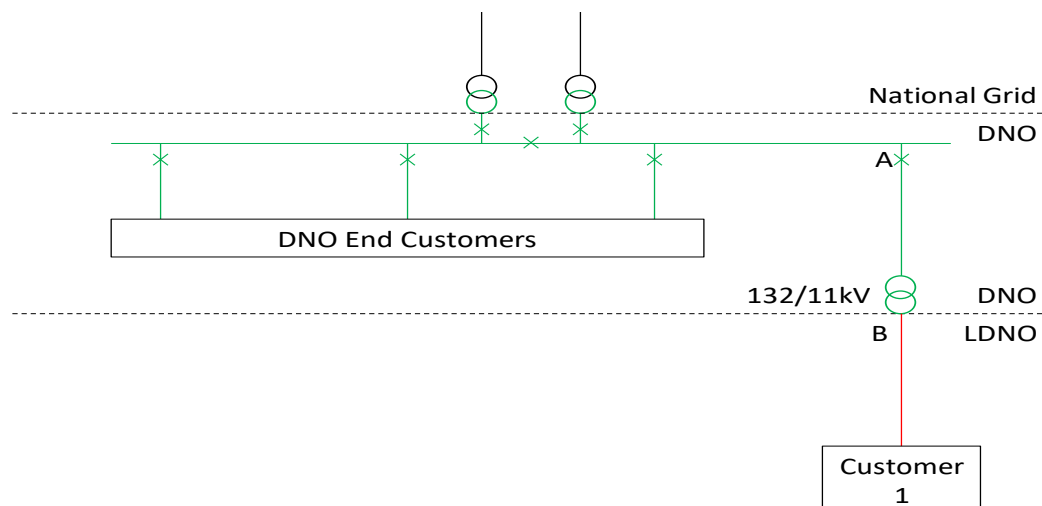 National Grid
DNO
A
DNO End Customers
132/11kV
DNO
B
LDNO
Customer
1